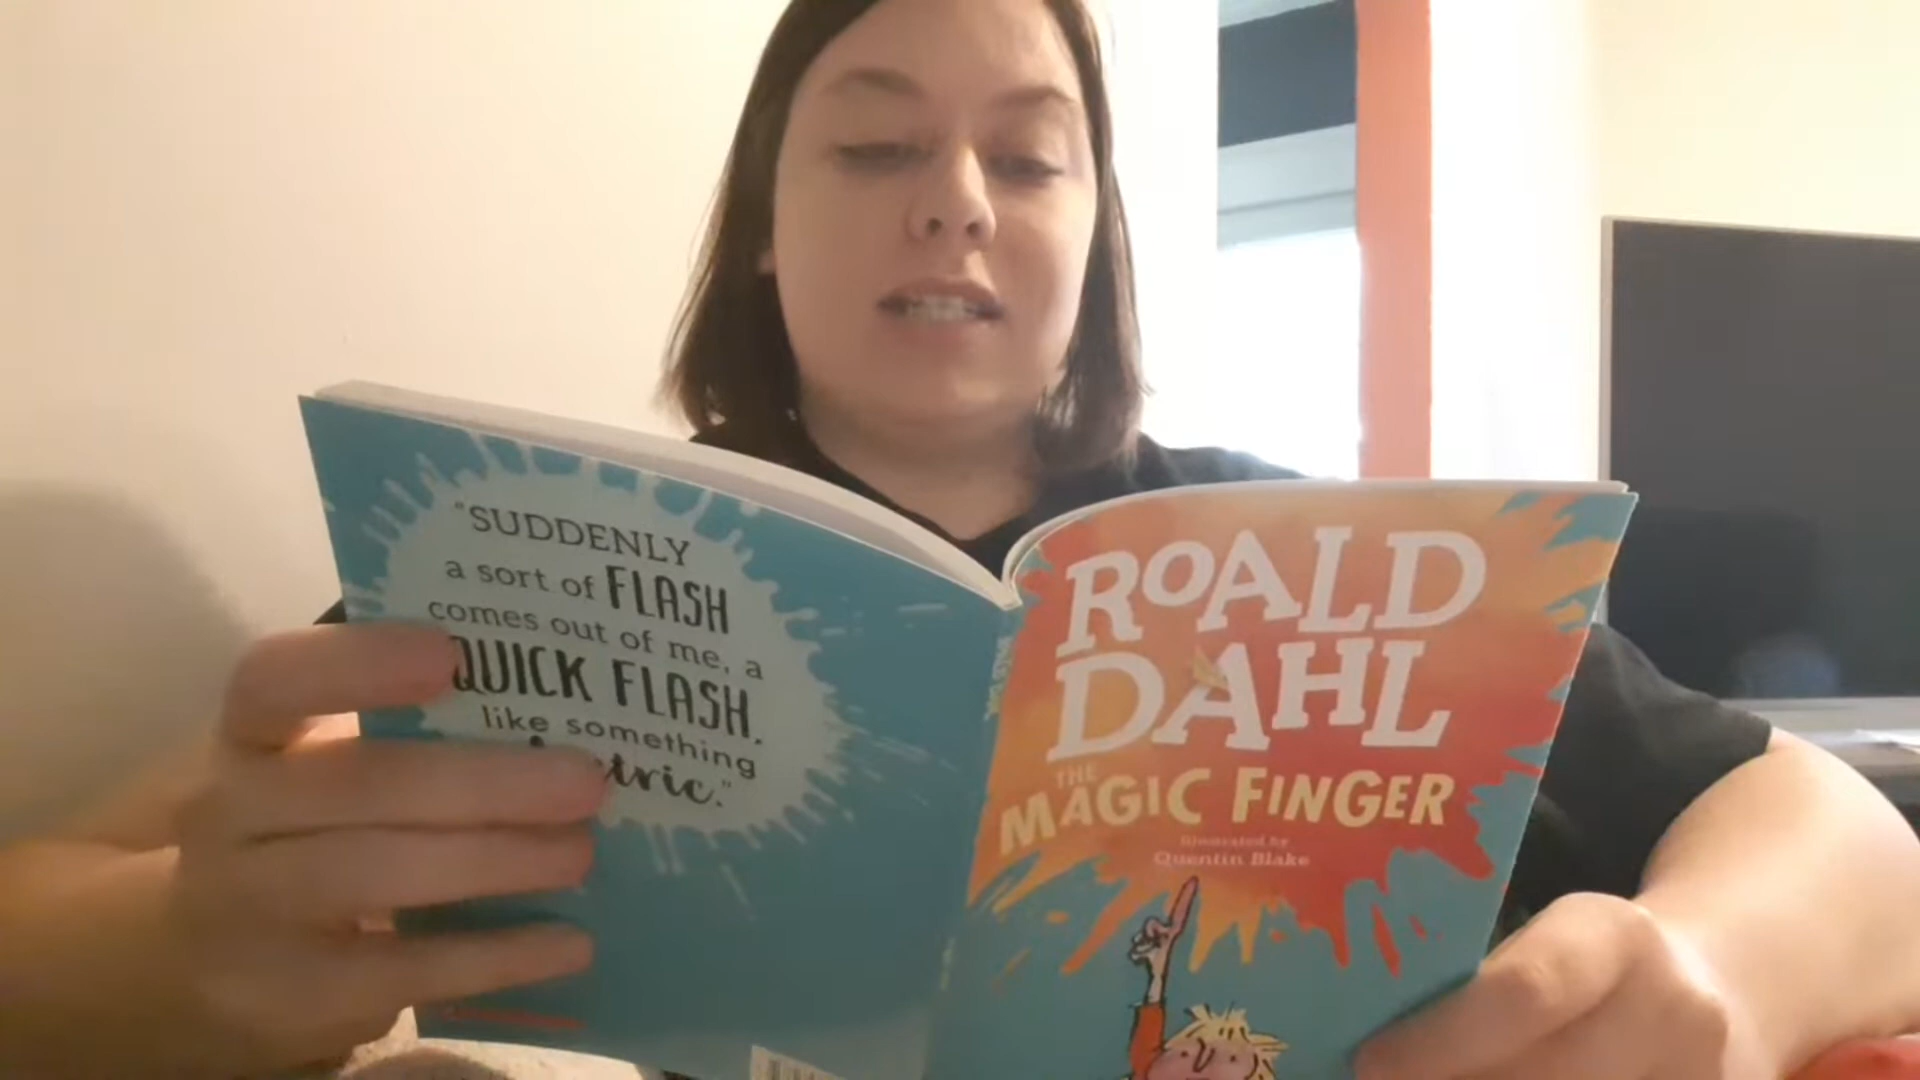 "SUDDENLY
a sort of FLASH
comes out of me, a
QUICK FLASH,
like something
ROALD
DAHL
THE
MAGIC FINGER
Illustrated by
Quentin Blake